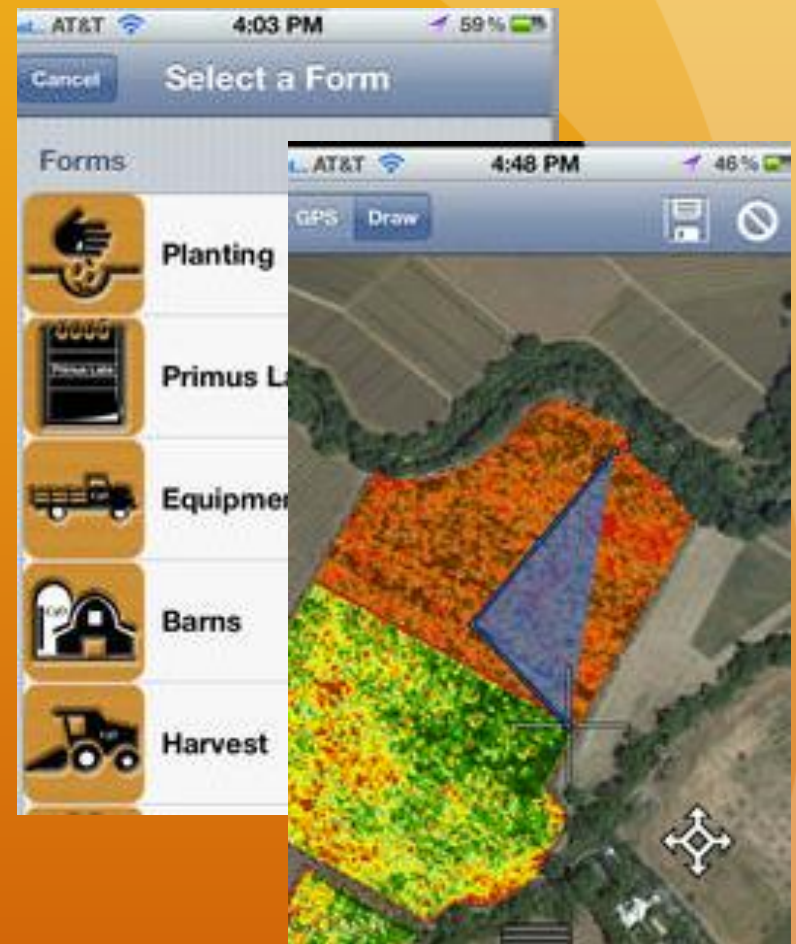 AT&T 4:03 PM 59%
Cancel Select a Form
Forms
Planting
Primus La
Equipmen
Barns
Harvest
AT&T 4:48 PM 46%
GPS Draw